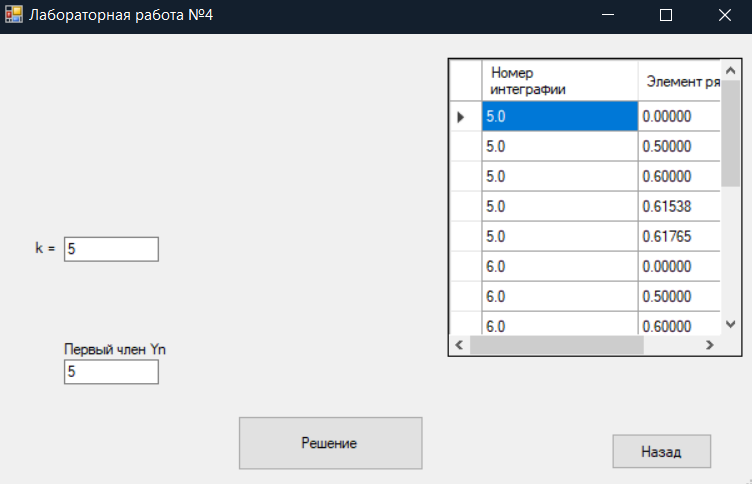 Лабораторная работа №4
Номер
интеграфии
Элемент ря
5.0
0.00000
5.0
0.50000
5.0
0.60000
5.0
0.61538
5.0
0.61765
6.0
0.00000
6.0
0.50000
6.0
0.60000
k =
5
Первый член Yn
5
Решение
Назад